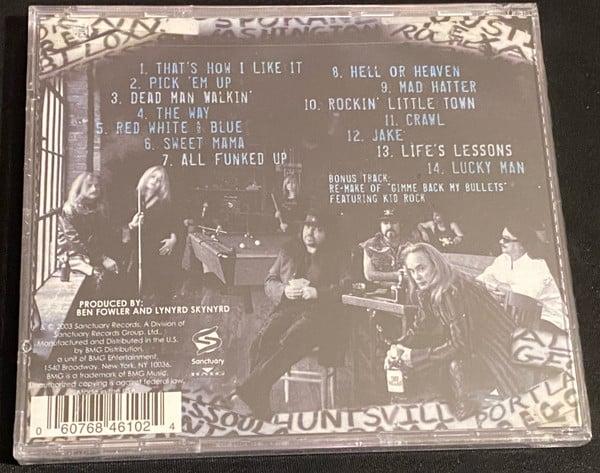 SPOKANE
WASHINGTON
AUSTI
BILOXI
1. THAT'S HOW I LIKE IT
2. PICK 'EM UP
3. DEAD MAN WALKIN'
4. THE WAY
5. RED WHITE & BLUE
6. SWEET MAMA
7. ALL FUNKED UP
8. HELL OR HEAVEN
9. MAD HATTER
10. ROCKIN' LITTLE TOWN
11. CRAWL
12. JAKE
13. LIFE'S LESSONS
14. LUCKY MAN
BONUS TRACK:
RE-MAKE OF "GIMME BACK MY BULLETS"
FEATURING KID ROCK
PRODUCED BY:
BEN FOWLER AND LYNYRD SKYNYRD
& © 2003 Sanctuary Records, A Division of
Sanctuary Records Group, Ltd.,
Manufactured and Distributed in the U.S.
by BMG Distribution,
a unit of BMG Entertainment,
1540 Broadway, New York, NY 10036.
BMG is a trademark of BMG Music.
Unauthorized copying is against federal law.
S
Sanctuary
BMG
0 60768 46102 4
SSOUL
HUNTSVILL
PORTLA